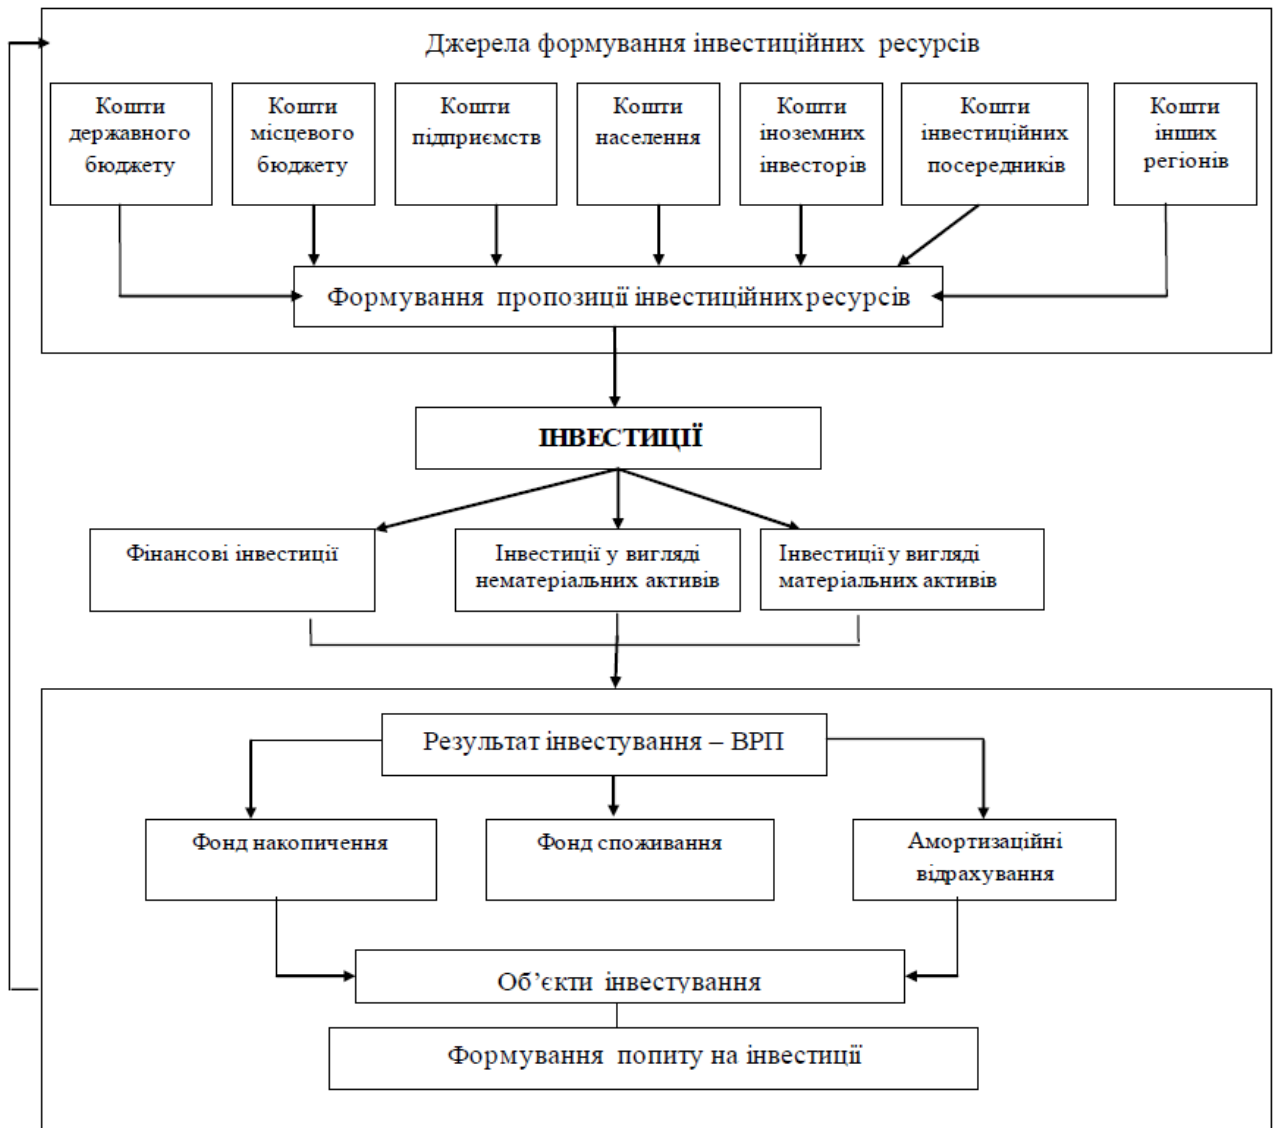 Джерела формування інвестиційних ресурсів
Кошти
державного
бюджету
Кошти
місцевого
бюджету
Кошти
підприємств
Кошти
населення
Кошти
іноземних
інвесторів
Кошти
інвестиційних
посередників
Кошти
інших
регіонів
Формування пропозиції інвестиційних ресурсів
ІНВЕСТИЦІЇ
Фінансові інвестиції
Інвестиції у вигляді
нематеріальних активів
Інвестиції у вигляді
матеріальних активів
Результат інвестування – ВРП
Фонд накопичення
Фонд споживання
Амортизаційні
відрахування
Об’єкти інвестування
Формування попиту на інвестиції